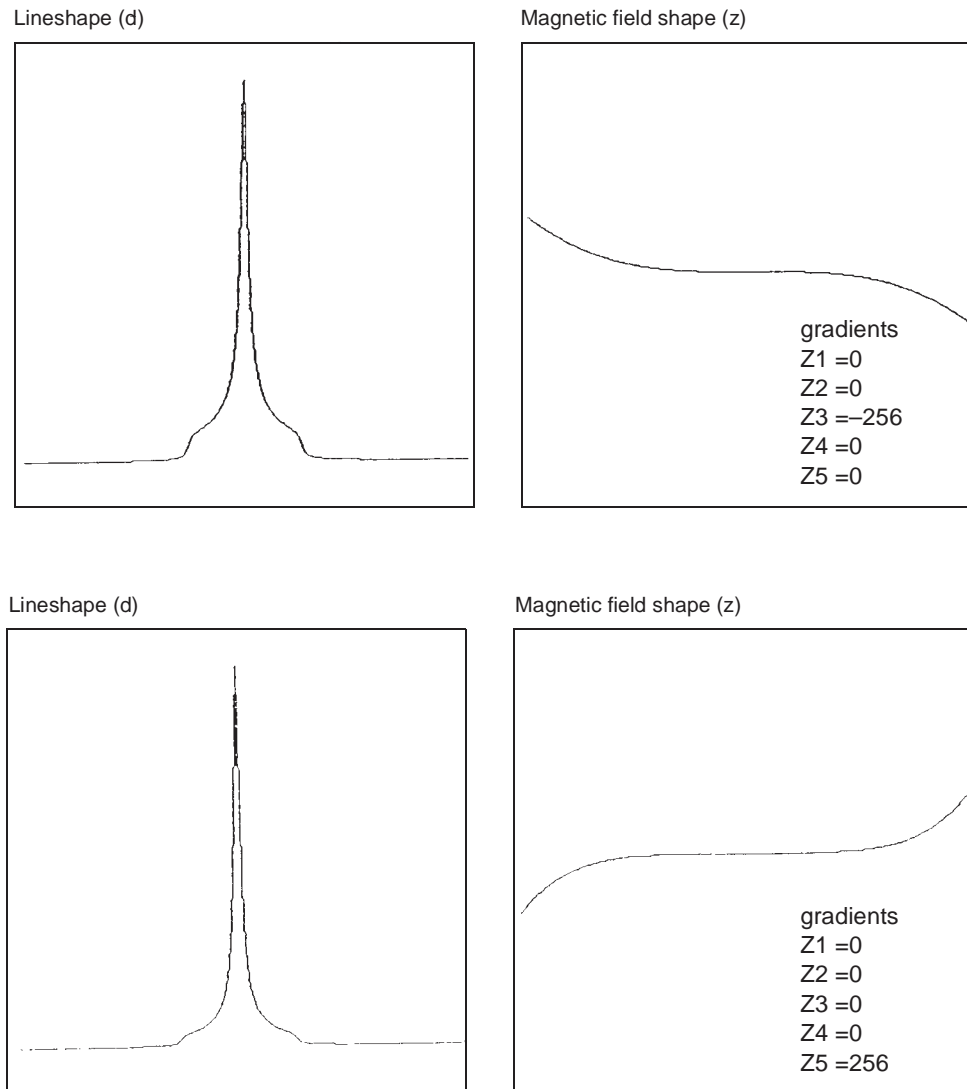 Lineshape (d)
Magnetic field shape (z)
gradients
Z1 =0
Z2 =0
Z3 =–256
Z4 =0
Z5 =0
Lineshape (d)
Magnetic field shape (z)
gradients
Z1 =0
Z2 =0
Z3 =0
Z4 =0
Z5 =256